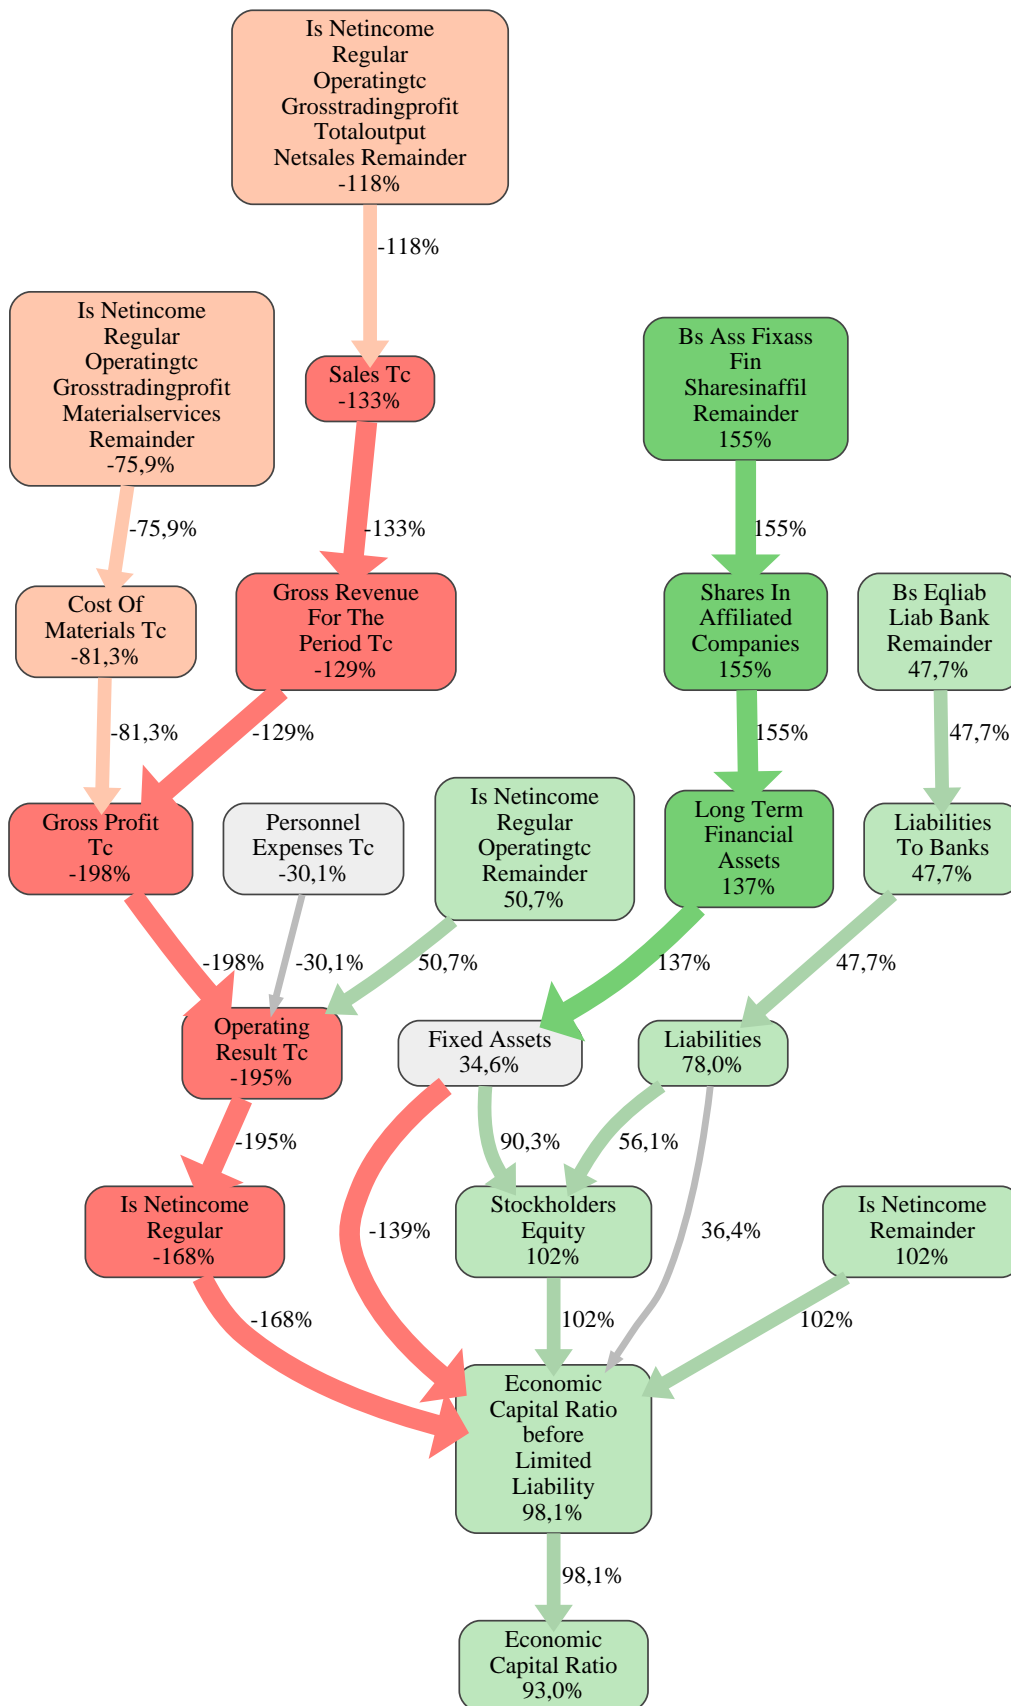 Is Netincome
Regular
Operatingtc
Grosstradingprofit
Totaloutput
Netsales Remainder
-118%
-118%
Is Netincome
Regular
Operatingtc
Grosstradingprofit
Materialservices
Remainder
-75,9%
Sales Tc
-133%
Bs Ass Fixass
Fin
Sharesinaffil
Remainder
155%
-75,9%
-133%
155%
Cost Of
Materials Tc
-81,3%
Gross Revenue
For The
Period Tc
-129%
Shares In
Affiliated
Companies
155%
Bs Eqliab
Liab Bank
Remainder
47,7%
-81,3%
-129%
155%
47,7%
Gross Profit
Tc
-198%
Personnel
Expenses Tc
-30,1%
Is Netincome
Regular
Operatingtc
Remainder
50,7%
Long Term
Financial
Assets
137%
Liabilities
To Banks
47,7%
-198%
-30,1%
50,7%
137%
47,7%
Operating
Result Tc
-195%
Fixed Assets
34,6%
Liabilities
78,0%
-195%
90,3%
56,1%
Is Netincome
Regular
-168%
-139%
Stockholders
Equity
102%
36,4%
Is Netincome
Remainder
102%
-168%
102%
102%
Economic
Capital Ratio
before
Limited
Liability
98,1%
98,1%
Economic
Capital Ratio
93,0%